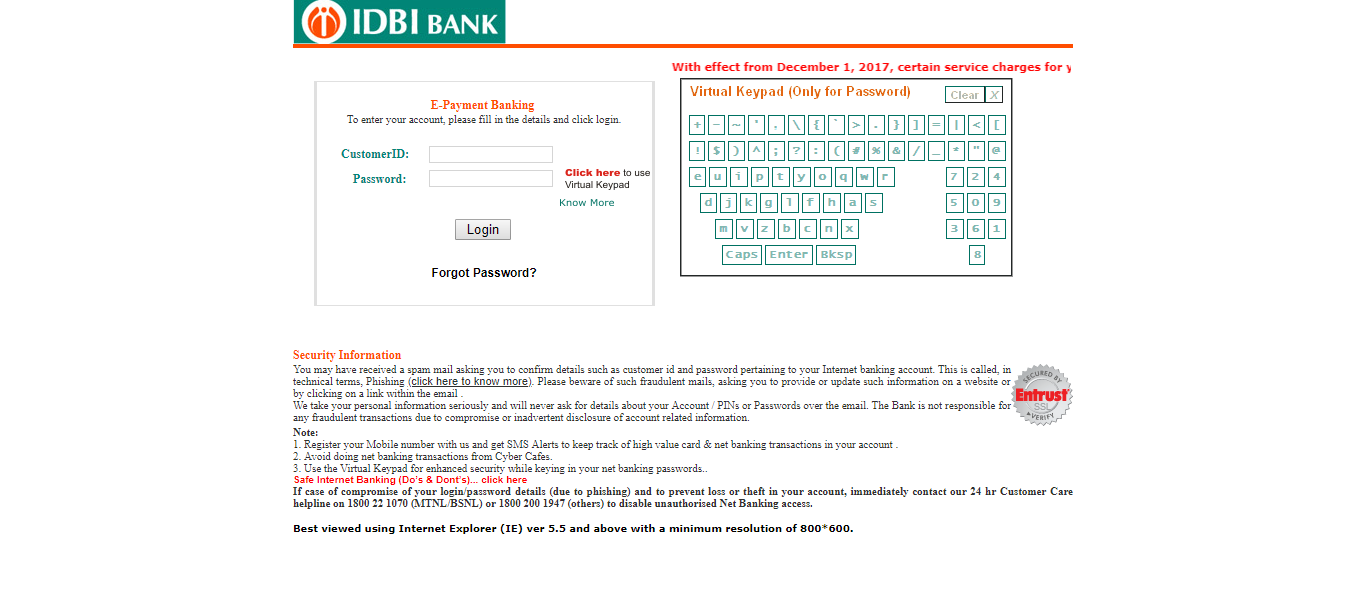 IDBI BANK
With effect from December 1, 2017, certain service charges for
E-Payment Banking
To enter your account, please fill in the details and click login.
CustomerID:
Password:
Click here to use
Virtual Keypad
Know More
Login
Forgot Password?
Virtual Keypad (Only for Password)
Clear X
+ - ~ ' , \ { ` > . } ] = | < [
! $ ) ^ ; ? : ( # % & / _ * " @
e u i p t y o q w r 7 2 4
d j k g l f h a s 5 0 9
m v z b c n x 3 6 1
Caps Enter Bksp 8
Security Information
You may have received a spam mail asking you to confirm details such as customer id and password pertaining to your Internet banking account. This is called, in
technical terms, Phishing (click here to know more). Please beware of such fraudulent mails, asking you to provide or update such information on a website or
by clicking on a link within the email .
We take your personal information seriously and will never ask for details about your Account / PINs or Passwords over the email. The Bank is not responsible for
any fraudulent transactions due to compromise or inadvertent disclosure of account related information.
SECURED BY
Entrust
SSL
VERIFY
Note:
1. Register your Mobile number with us and get SMS Alerts to keep track of high value card & net banking transactions in your account .
2. Avoid doing net banking transactions from Cyber Cafes.
3. Use the Virtual Keypad for enhanced security while keying in your net banking passwords..
Safe Internet Banking (Do's & Dont's)... click here
If case of compromise of your login/password details (due to phishing) and to prevent loss or theft in your account, immediately contact our 24 hr Customer Care
helpline on 1800 22 1070 (MTNL/BSNL) or 1800 200 1947 (others) to disable unauthorised Net Banking access.
Best viewed using Internet Explorer (IE) ver 5.5 and above with a minimum resolution of 800*600.